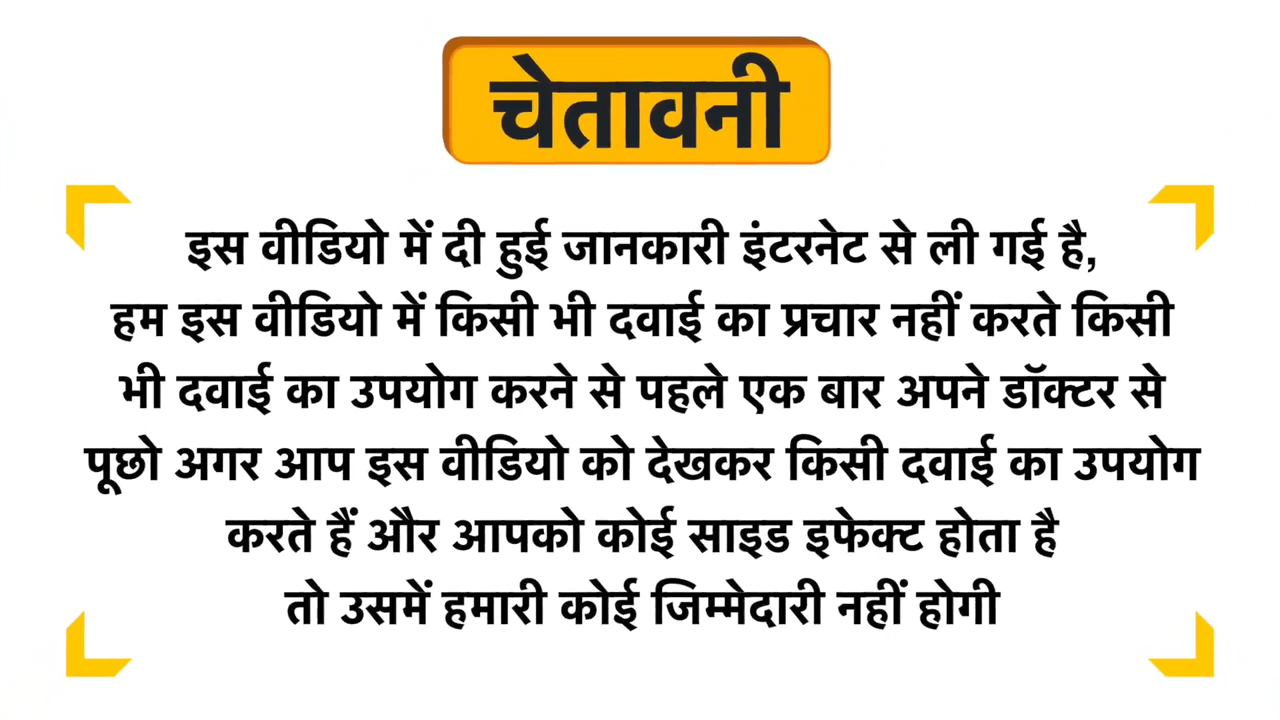 चेतावनी
इस वीडियो में दी हुई जानकारी इंटरनेट से ली गई है,
हम इस वीडियो में किसी भी दवाई का प्रचार नहीं करते किसी
भी दवाई का उपयोग करने से पहले एक बार अपने डॉक्टर से
पूछो अगर आप इस वीडियो को देखकर किसी दवाई का उपयोग
करते हैं और आपको कोई साइड इफेक्ट होता है
तो उसमें हमारी कोई जिम्मेदारी नहीं होगी